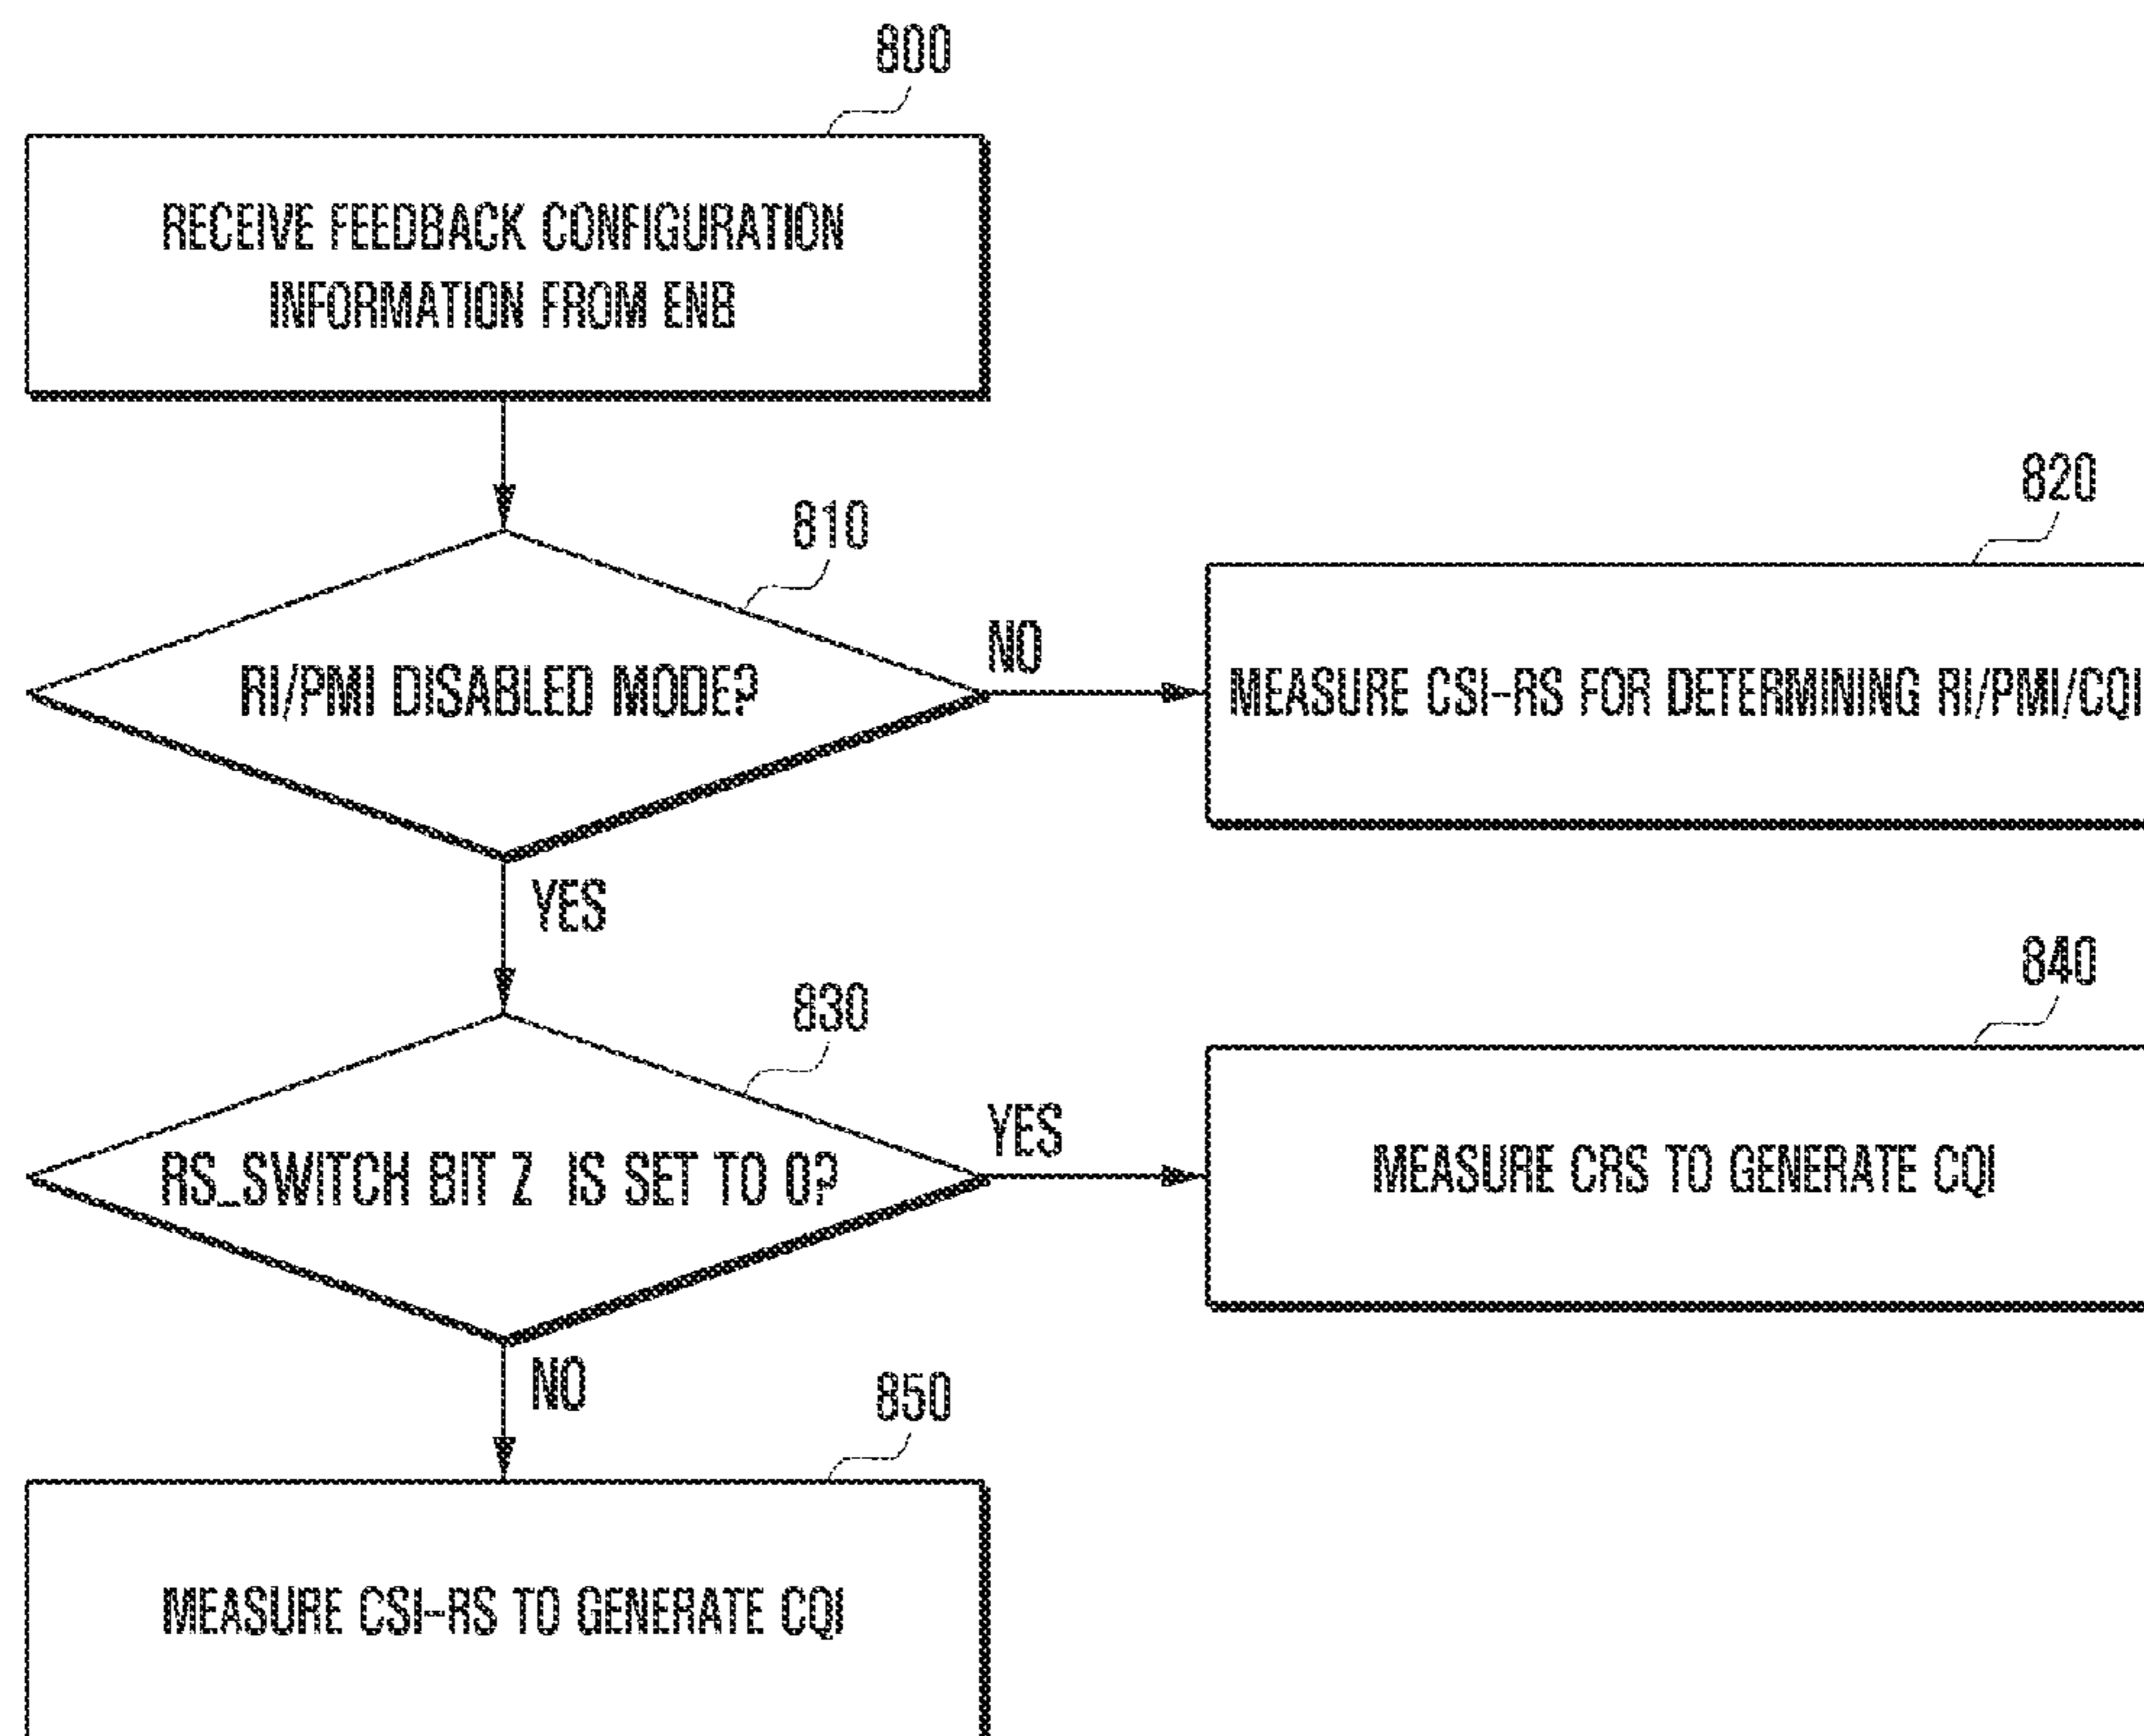 800
RECEIVE FEEDBACK CONFIGURATION
INFORMATION FROM ENB
810
RI/PMI DISABLED MODE?
NO
820
MEASURE CSI-RS FOR DETERMINING RI/PMI/CQI
YES
830
RS_SWITCH BIT Z IS SET TO 0?
YES
840
MEASURE CRS TO GENERATE CQI
NO
850
MEASURE CSI-RS TO GENERATE CQI